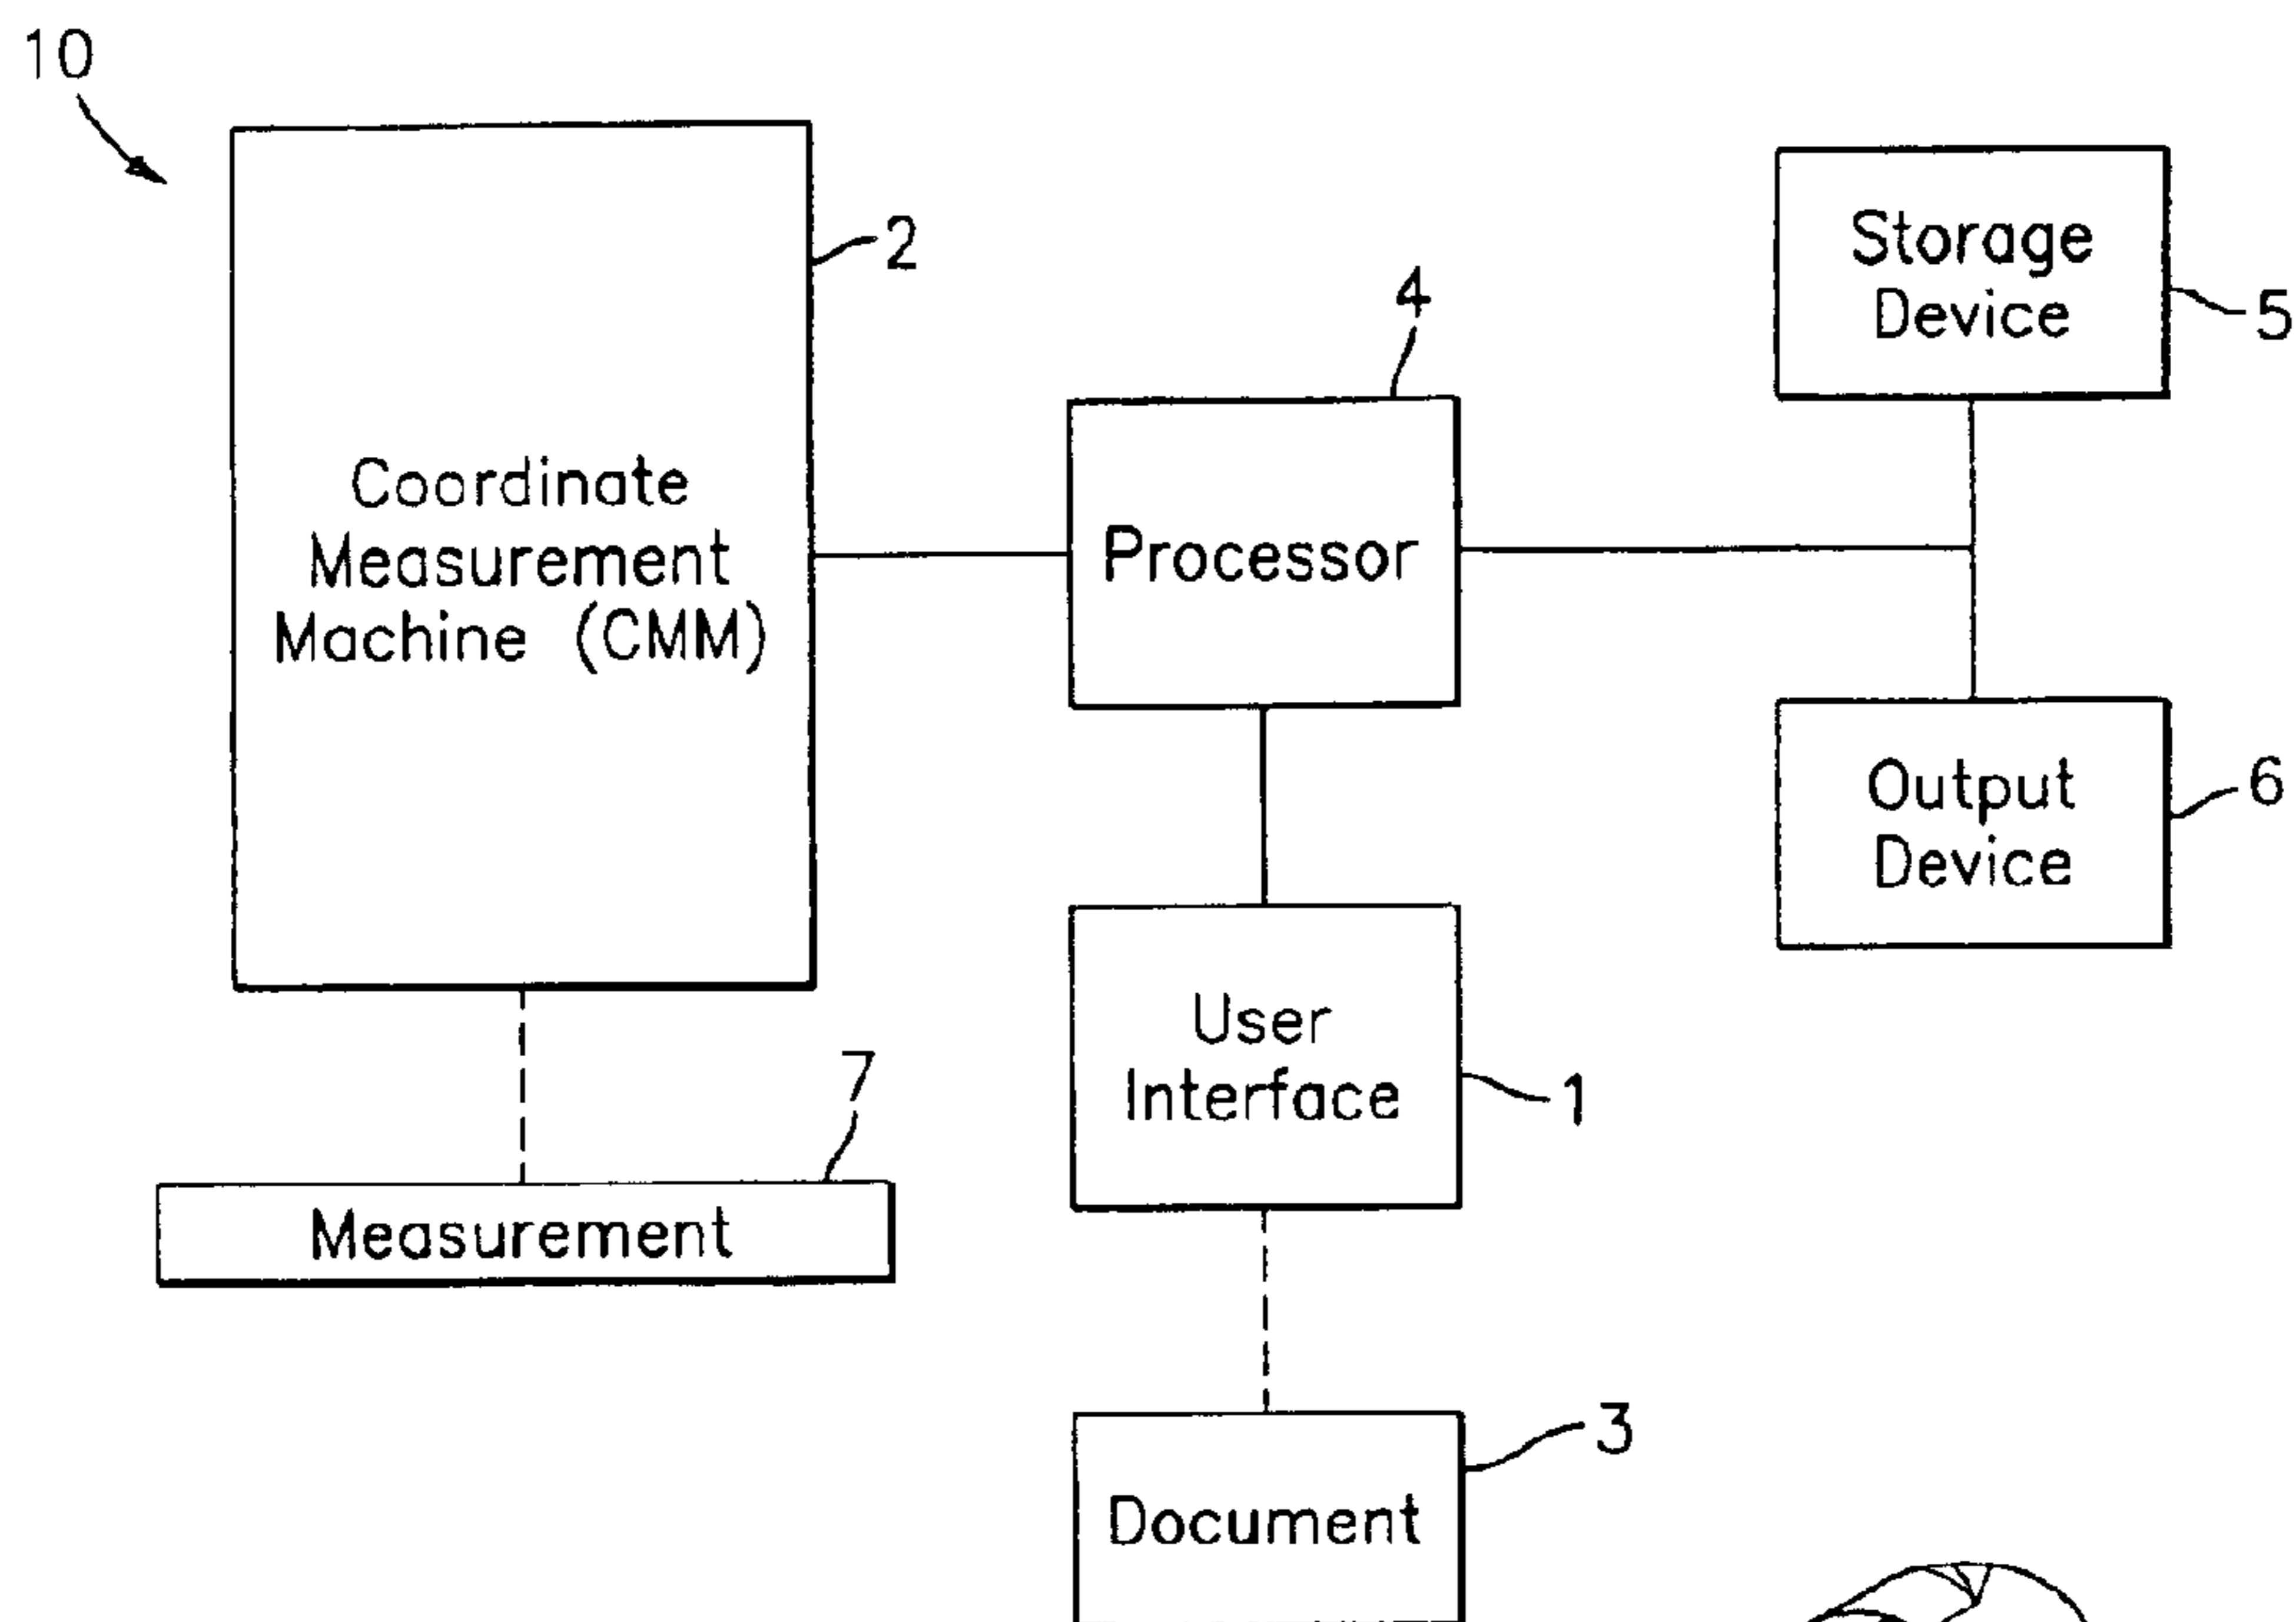 10
2
Coordinate
Measurement
Machine (CMM)
4
Processor
Storage
Device
5
Output
Device
6
User
Interface
1
7
Measurement
3
Document